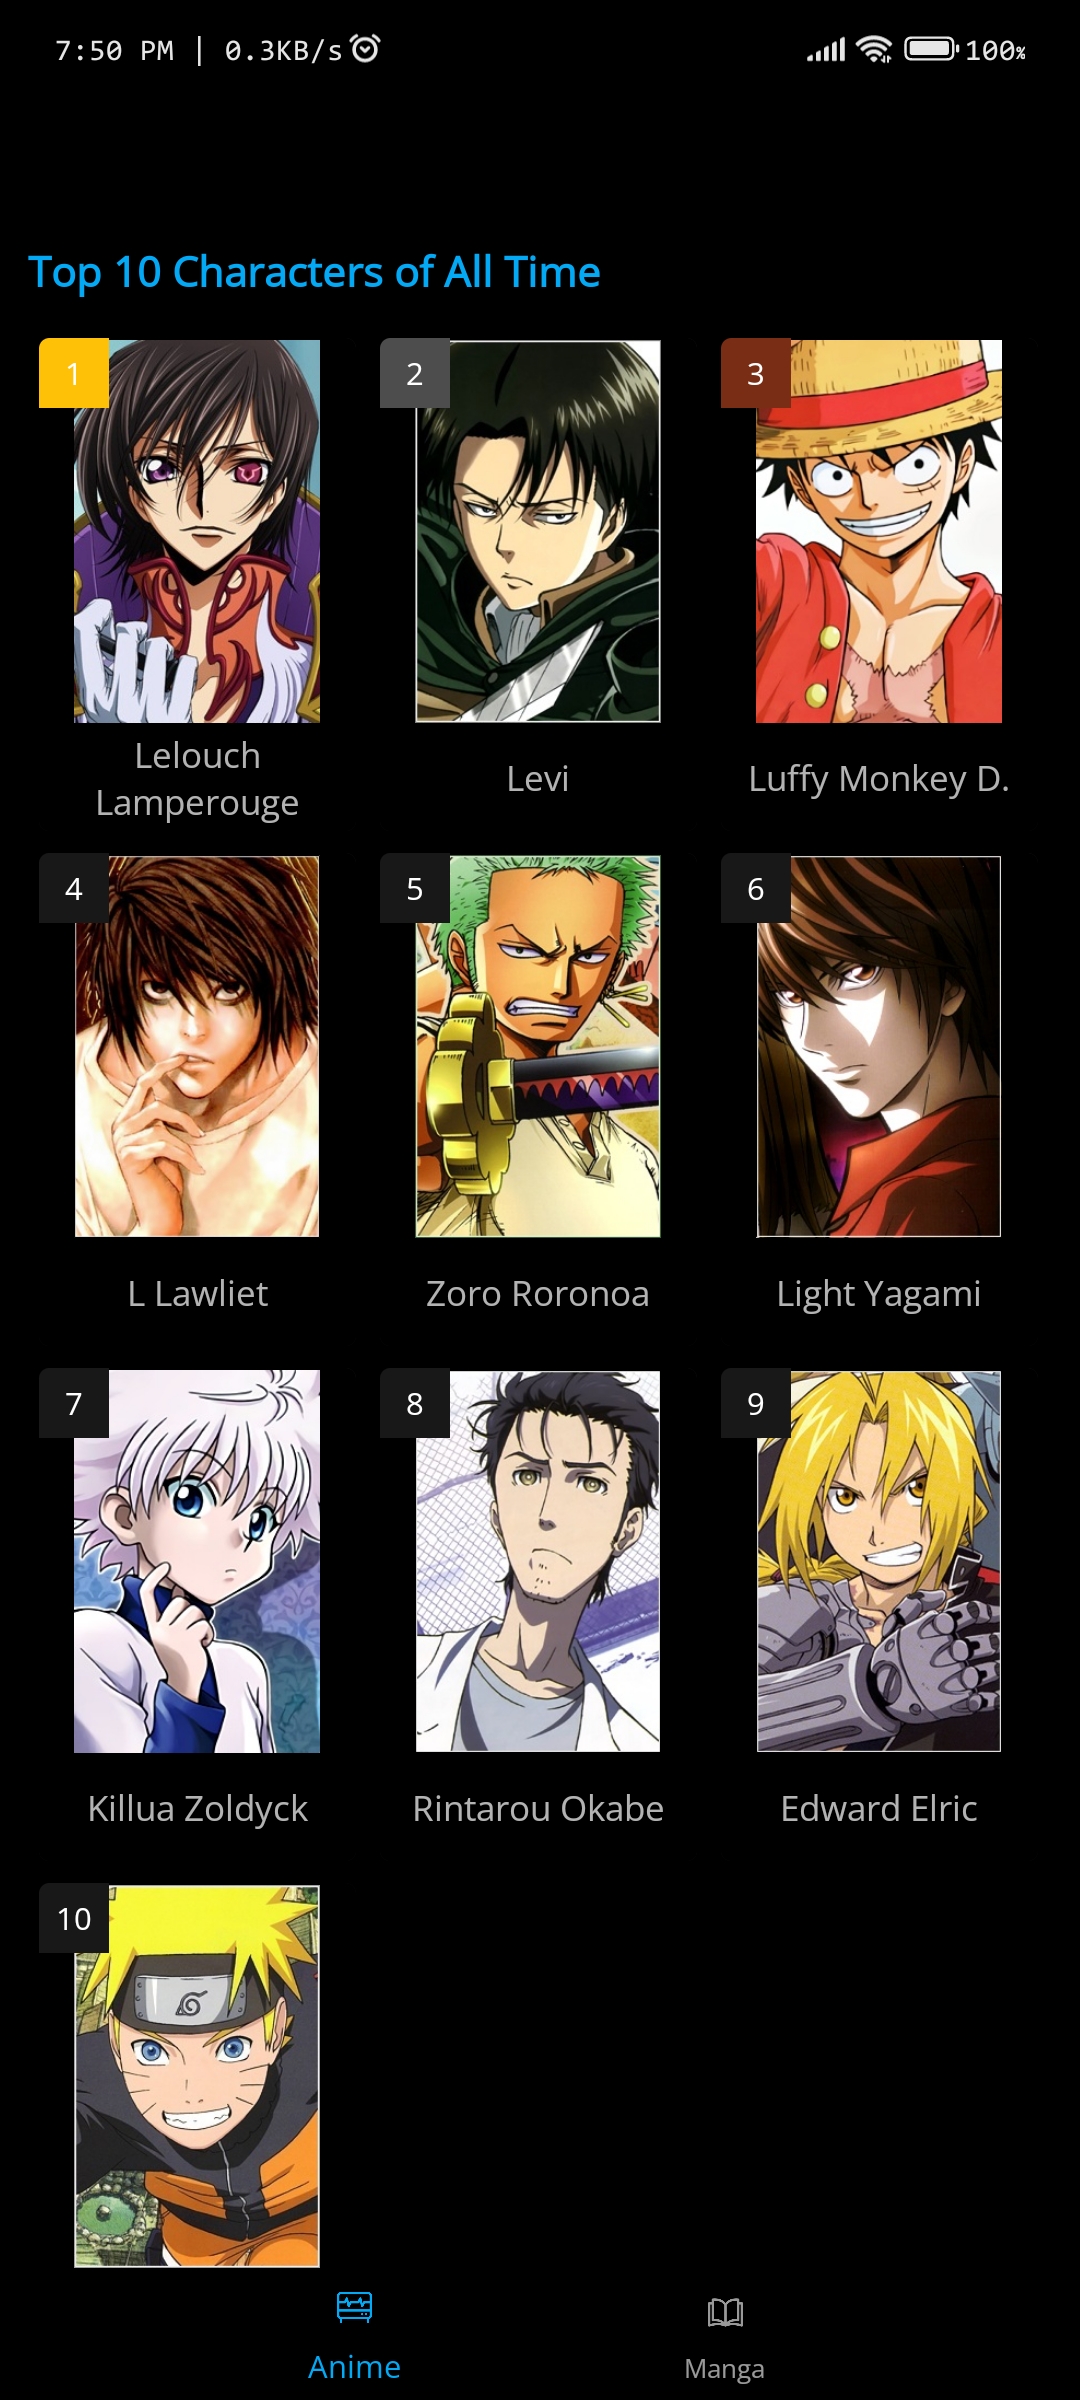 7:50 PM | 0.3KB/s
100%
Top 10 Characters of All Time
1
2
3
Lelouch
Lamperouge
Levi
Luffy Monkey D.
4
5
6
L Lawliet
Zoro Roronoa
Light Yagami
7
8
9
Killua Zoldyck
Rintarou Okabe
Edward Elric
10
Anime
Manga